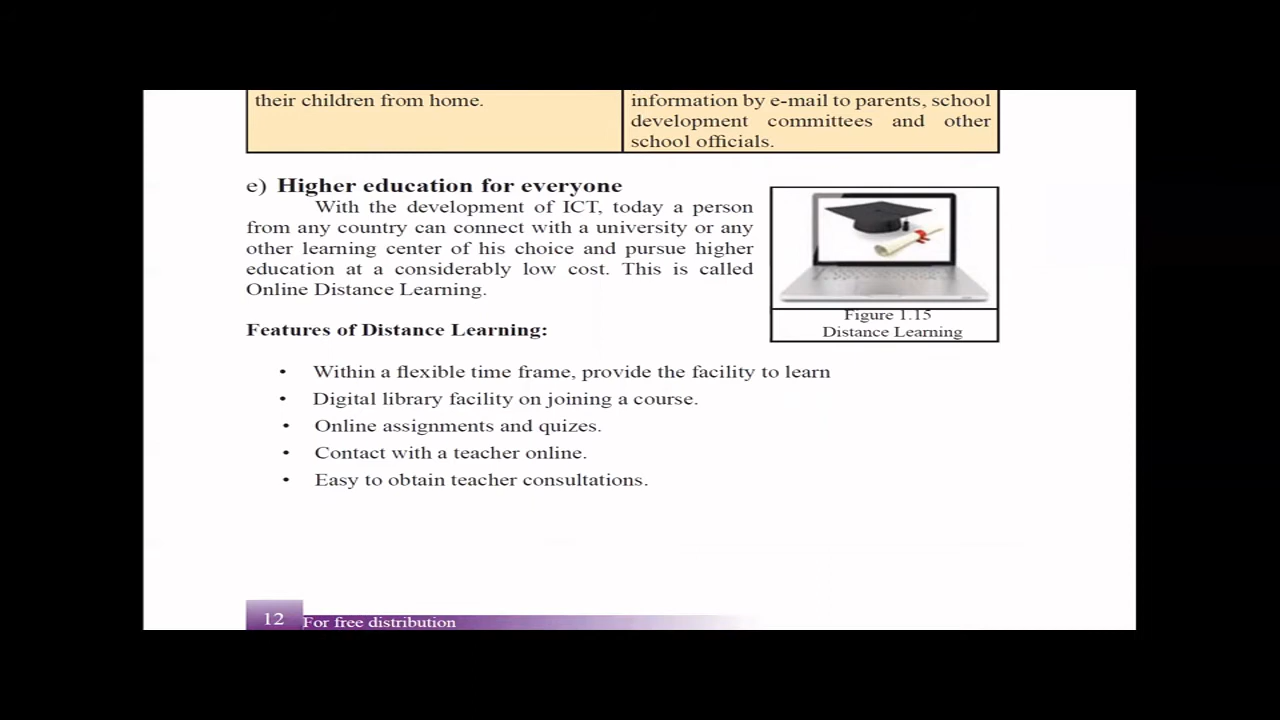 their children from home.
information by e-mail to parents, school
development committees and other
school officials.
e) Higher education for everyone
With the development of ICT, today a person
from any country can connect with a university or any
other learning center of his choice and pursue higher
education at a considerably low cost. This is called
Online Distance Learning.
Figure 1.15
Distance Learning
Features of Distance Learning:
• Within a flexible time frame, provide the facility to learn
• Digital library facility on joining a course.
• Online assignments and quizes.
• Contact with a teacher online.
• Easy to obtain teacher consultations.
12
For free distribution